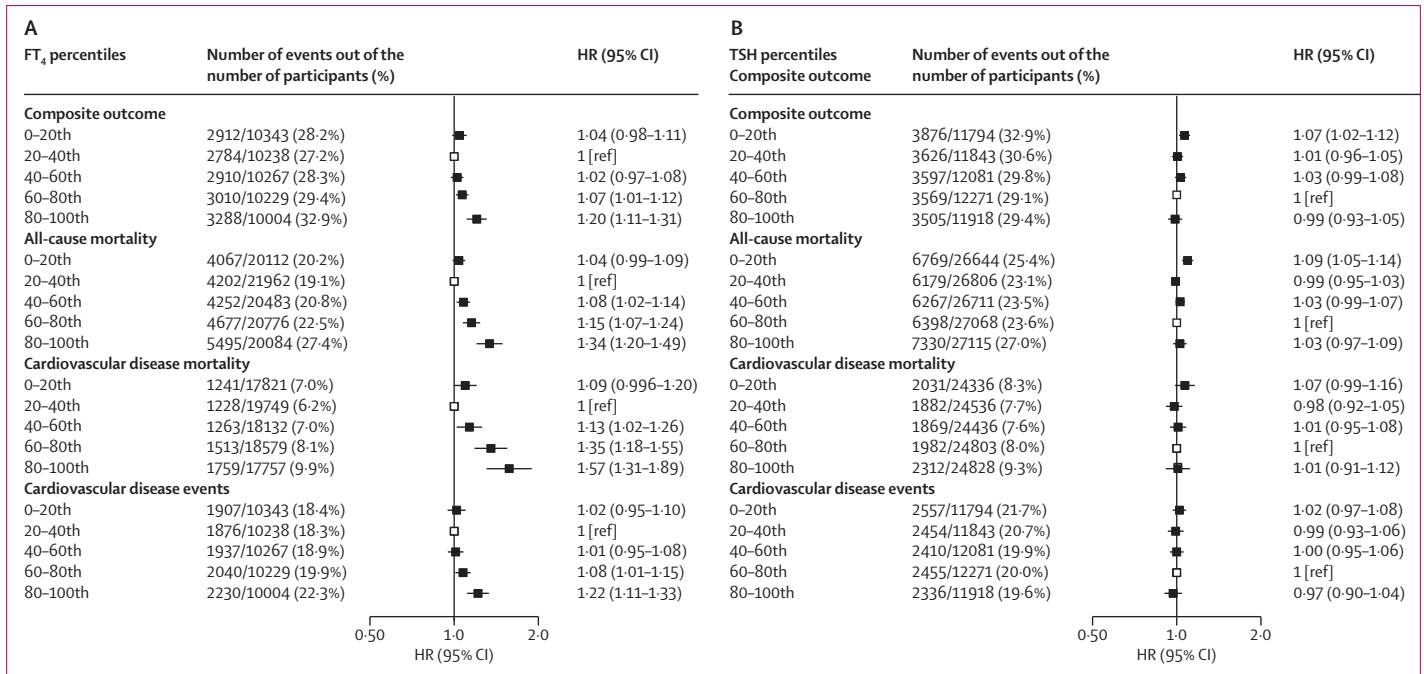 A
FT4 percentiles Number of events out of the number of participants (%) HR (95% CI)
Composite outcome
0–20th 2912/10343 (28·2%) 1·04 (0·98–1·11)
20–40th 2784/10238 (27·2%) 1 [ref]
40–60th 2910/10267 (28·3%) 1·02 (0·97–1·08)
60–80th 3010/10229 (29·4%) 1·07 (1·01–1·12)
80–100th 3288/10004 (32·9%) 1·20 (1·11–1·31)
All-cause mortality
0–20th 4067/20112 (20·2%) 1·04 (0·99–1·09)
20–40th 4202/21962 (19·1%) 1 [ref]
40–60th 4252/20483 (20·8%) 1·08 (1·02–1·14)
60–80th 4677/20776 (22·5%) 1·15 (1·07–1·24)
80–100th 5495/20084 (27·4%) 1·34 (1·20–1·49)
Cardiovascular disease mortality
0–20th 1241/17821 (7·0%) 1·09 (0·996–1·20)
20–40th 1228/19749 (6·2%) 1 [ref]
40–60th 1263/18132 (7·0%) 1·13 (1·02–1·26)
60–80th 1513/18579 (8·1%) 1·35 (1·18–1·55)
80–100th 1759/17757 (9·9%) 1·57 (1·31–1·89)
Cardiovascular disease events
0–20th 1907/10343 (18·4%) 1·02 (0·95–1·10)
20–40th 1876/10238 (18·3%) 1 [ref]
40–60th 1937/10267 (18·9%) 1·01 (0·95–1·08)
60–80th 2040/10229 (19·9%) 1·08 (1·01–1·15)
80–100th 2230/10004 (22·3%) 1·22 (1·11–1·33)
0·50 1·0 2·0
HR (95% CI)
B
TSH percentiles Number of events out of the HR (95% CI)
Composite outcome number of participants (%)
Composite outcome
0–20th 3876/11794 (32·9%) 1·07 (1·02–1·12)
20–40th 3626/11843 (30·6%) 1·01 (0·96–1·05)
40–60th 3597/12081 (29·8%) 1·03 (0·99–1·08)
60–80th 3569/12271 (29·1%) 1 [ref]
80–100th 3505/11918 (29·4%) 0·99 (0·93–1·05)
All-cause mortality
0–20th 6769/26644 (25·4%) 1·09 (1·05–1·14)
20–40th 6179/26806 (23·1%) 0·99 (0·95–1·03)
40–60th 6267/26711 (23·5%) 1·03 (0·99–1·07)
60–80th 6398/27068 (23·6%) 1 [ref]
80–100th 7330/27115 (27·0%) 1·03 (0·97–1·09)
Cardiovascular disease mortality
0–20th 2031/24336 (8·3%) 1·07 (0·99–1·16)
20–40th 1882/24536 (7·7%) 0·98 (0·92–1·05)
40–60th 1869/24436 (7·6%) 1·01 (0·95–1·08)
60–80th 1982/24803 (8·0%) 1 [ref]
80–100th 2312/24828 (9·3%) 1·01 (0·91–1·12)
Cardiovascular disease events
0–20th 2557/11794 (21·7%) 1·02 (0·97–1·08)
20–40th 2454/11843 (20·7%) 0·99 (0·93–1·06)
40–60th 2410/12081 (19·9%) 1·00 (0·95–1·06)
60–80th 2455/12271 (20·0%) 1 [ref]
80–100th 2336/11918 (19·6%) 0·97 (0·90–1·04)
0·50 1·0 2·0
HR (95% CI)